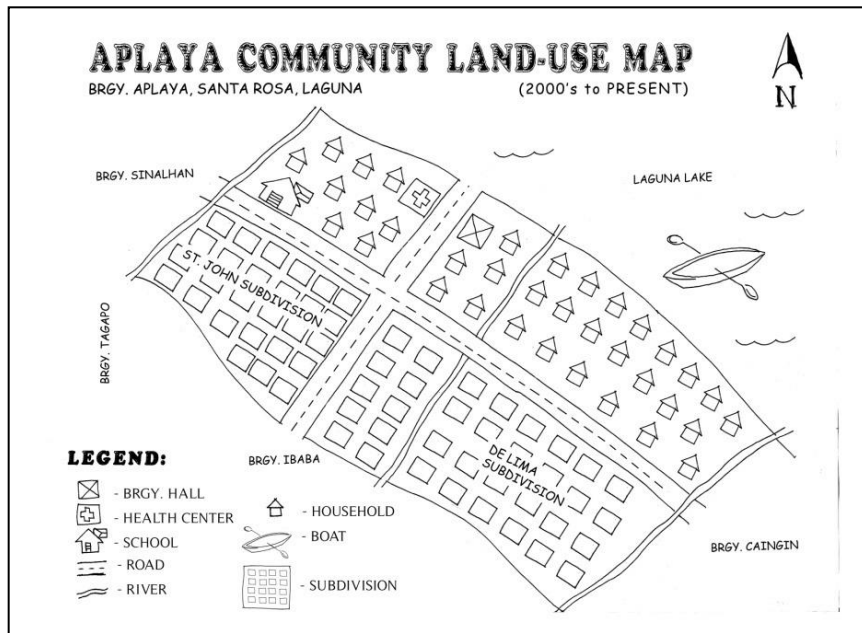 APLAYA COMMUNITY LAND-USE MAP
BRGY. APLAYA, SANTA ROSA, LAGUNA
(2000's to PRESENT)
N
BRGY. SINALHAN
LAGUNA LAKE
ST. JOHN SUBDIVISION
BRGY. TAGAPO
BRGY. IBABA
DE LIMA
SUBDIVISION
BRGY. CAINGIN
LEGEND:
- BRGY. HALL
- HEALTH CENTER
- SCHOOL
- ROAD
- RIVER
- HOUSEHOLD
- BOAT
- SUBDIVISION